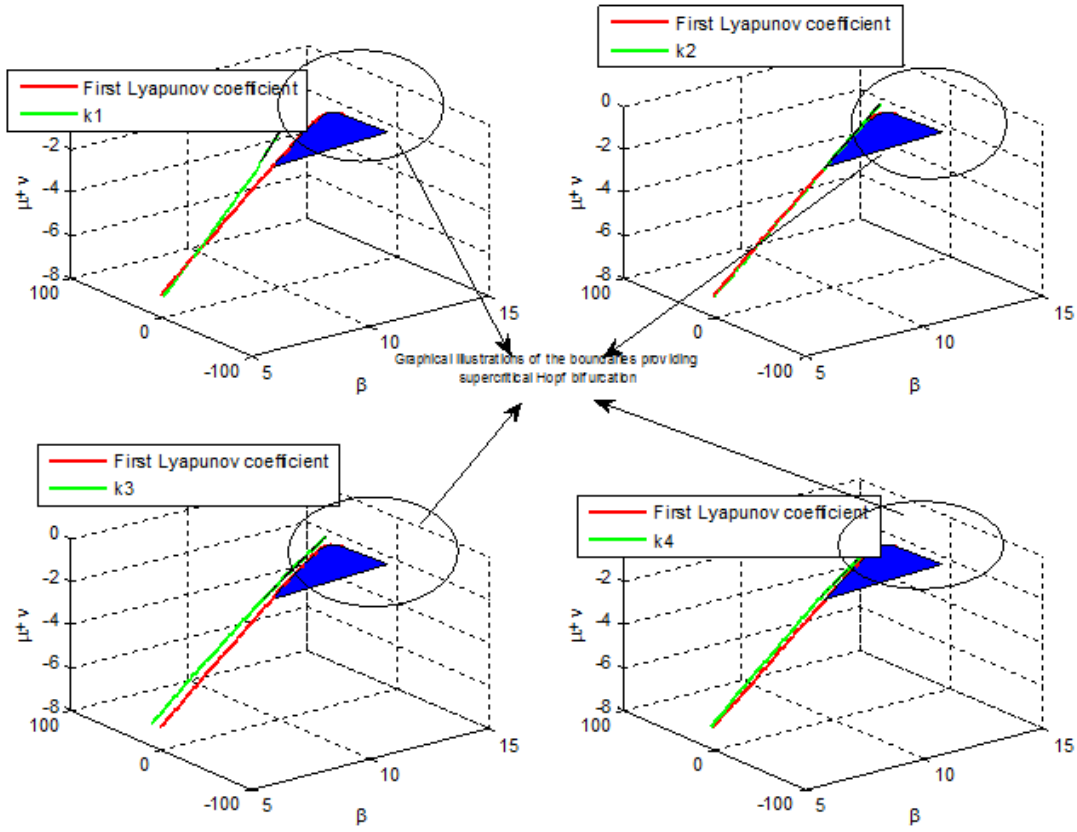 First Lyapunov coefficient
k1
-2
-4
-6
-8
μ+ ν
100
0
-100
5
10
15
β
First Lyapunov coefficient
k2
0
-2
-4
-6
-8
μ+ ν
100
0
-100
5
10
15
β
Graphical illustrations of the boundaries providing
supercritical Hopf bifurcation
First Lyapunov coefficient
k3
0
-2
-4
-6
-8
μ+ ν
100
0
-100
5
10
15
β
First Lyapunov coefficient
k4
-2
-4
-6
-8
μ+ ν
100
0
-100
5
10
15
β